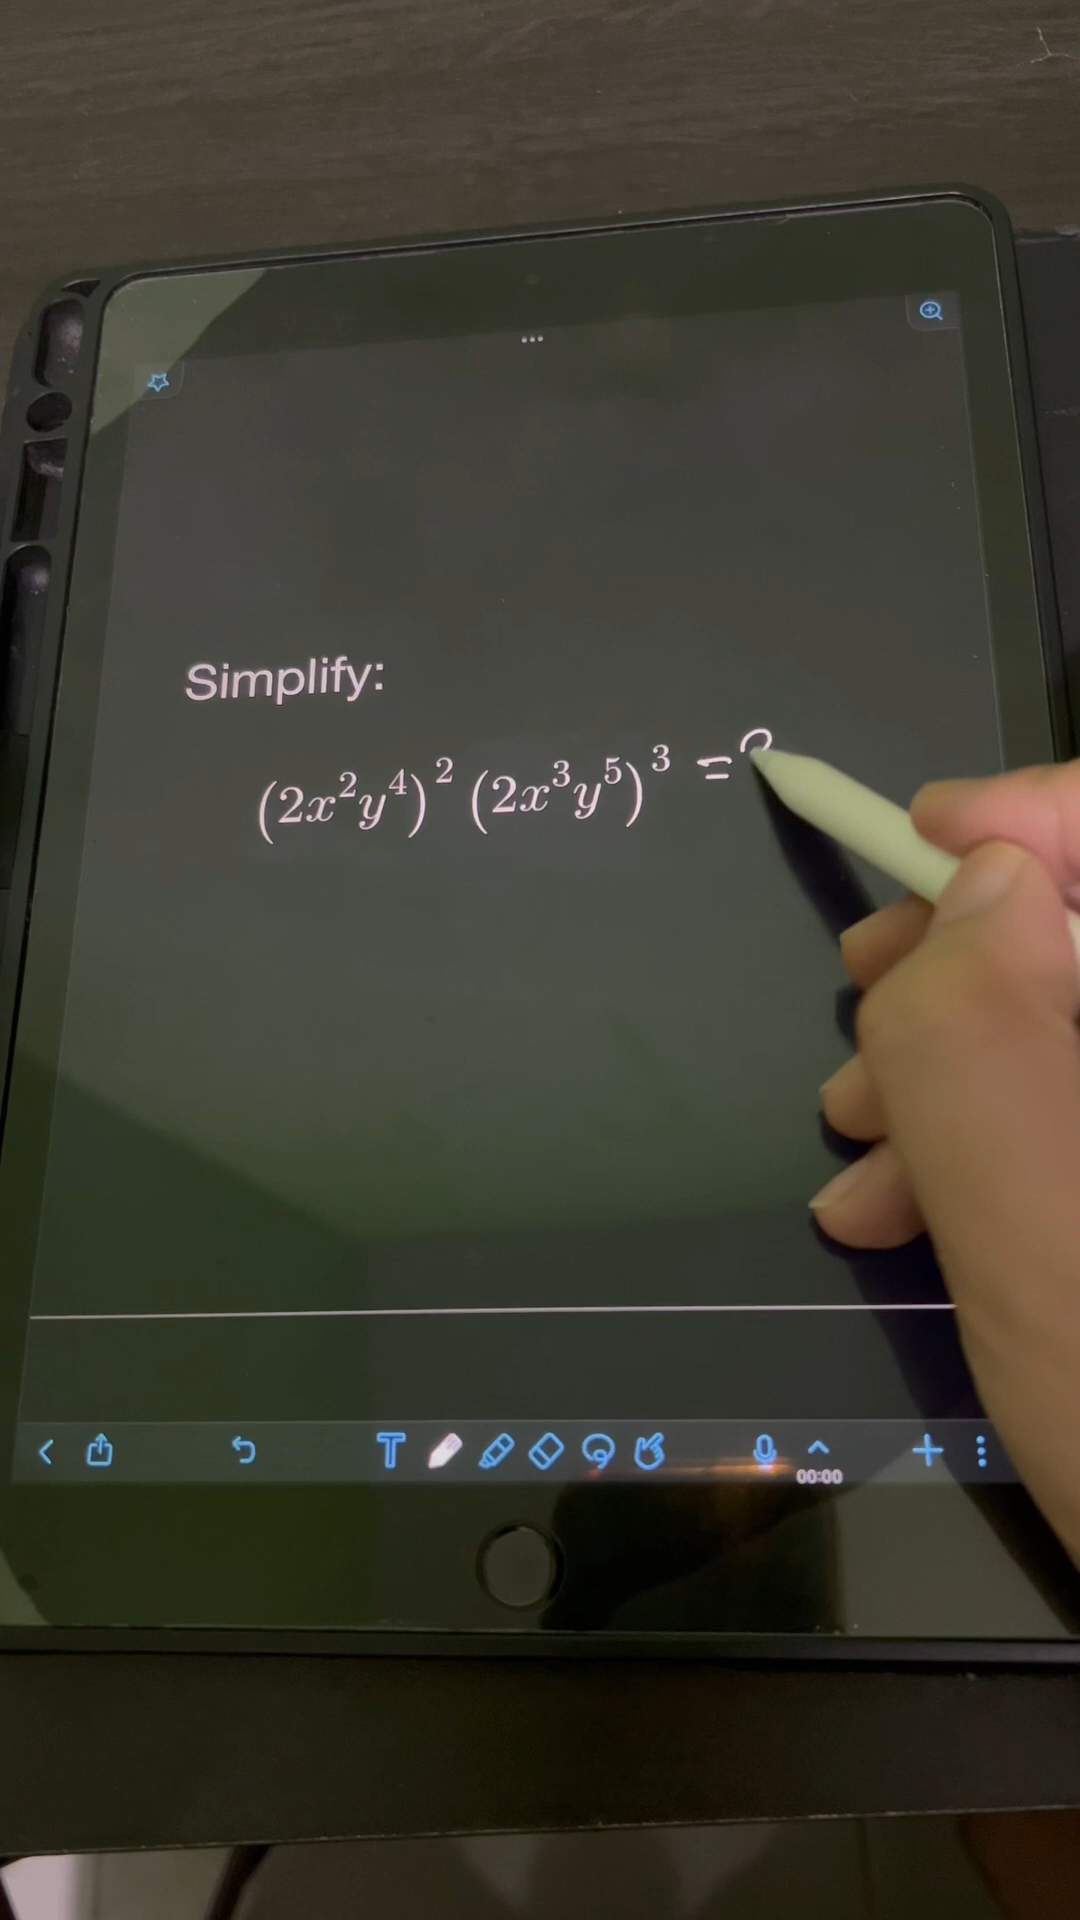 Simplify:
(2x²y⁴)² (2x³y⁵)³ =
00:00